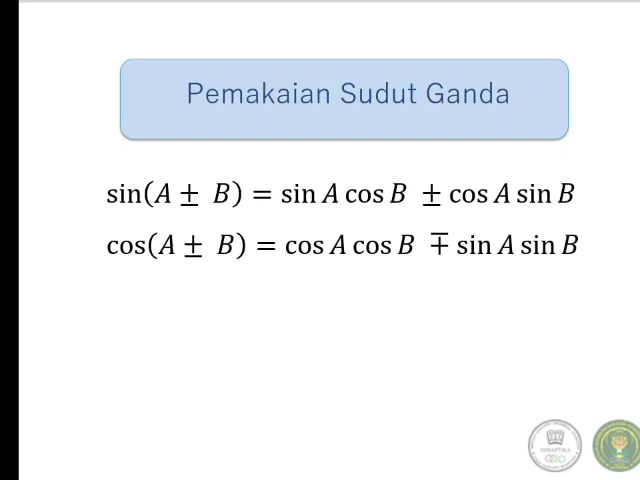 Pemakaian Sudut Ganda
sin(A ± B) = sin A cos B ± cos A sin B
cos(A ± B) = cos A cos B ∓ sin A sin B